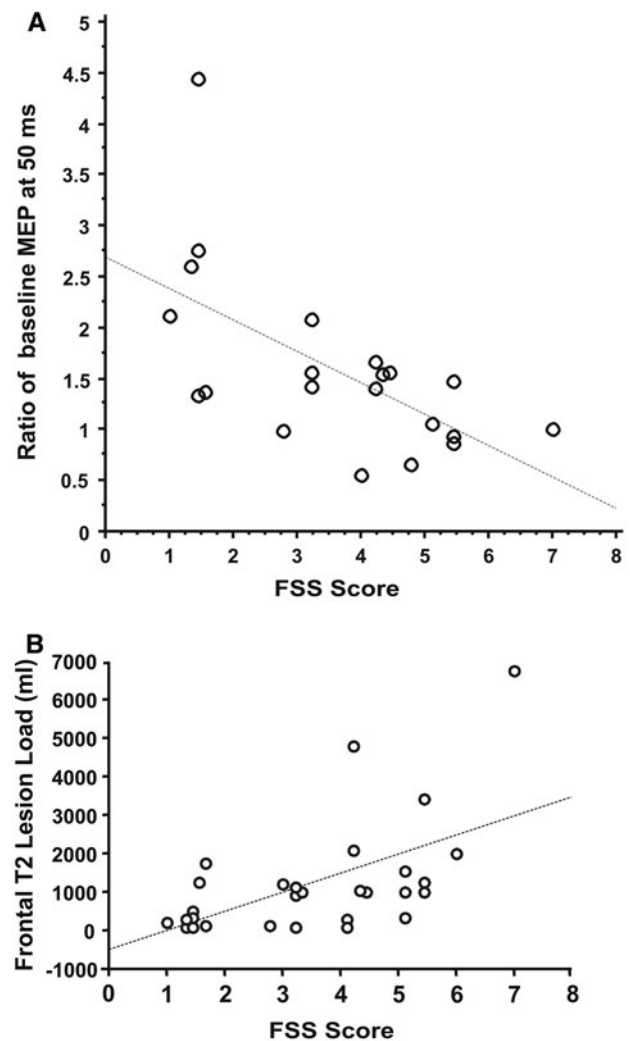 A
Ratio of baseline MEP at 50 ms
5
4.5
4
3.5
3
2.5
2
1.5
1
0.5
0
0 1 2 3 4 5 6 7 8
FSS Score
B
Frontal T2 Lesion Load (ml)
7000
6000
5000
4000
3000
2000
1000
0
-1000
0 1 2 3 4 5 6 7 8
FSS Score